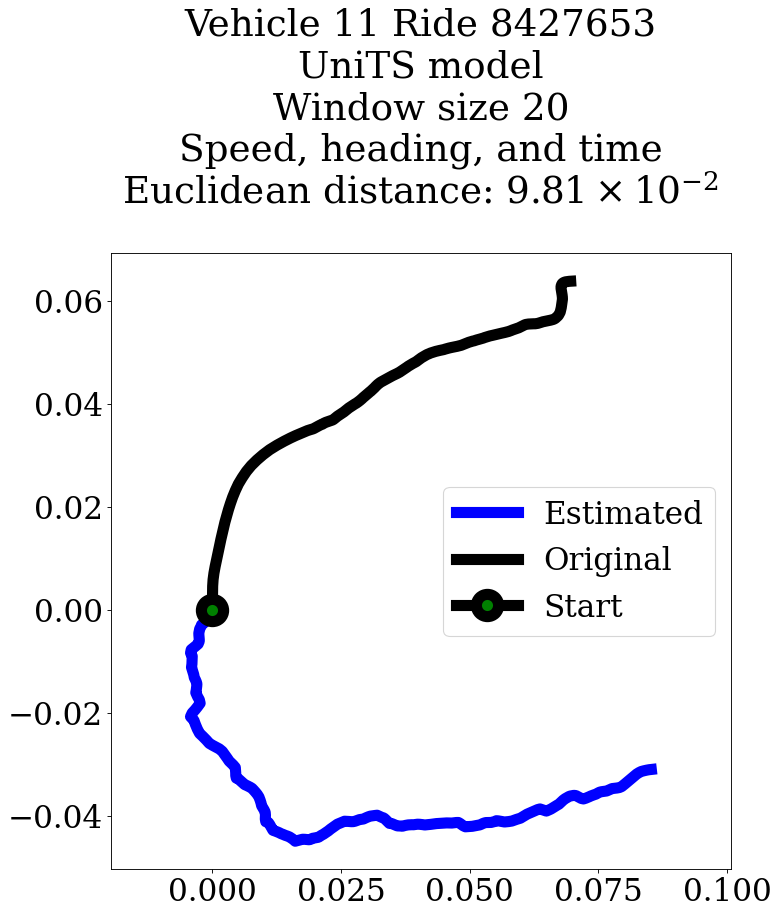 Vehicle 11 Ride 8427653
UniTS model
Window size 20
Speed, heading, and time
Euclidean distance: 9.81 × 10⁻²
0.06
0.04
0.02
0.00
−0.02
−0.04
Estimated
Original
Start
0.000 0.025 0.050 0.075 0.100